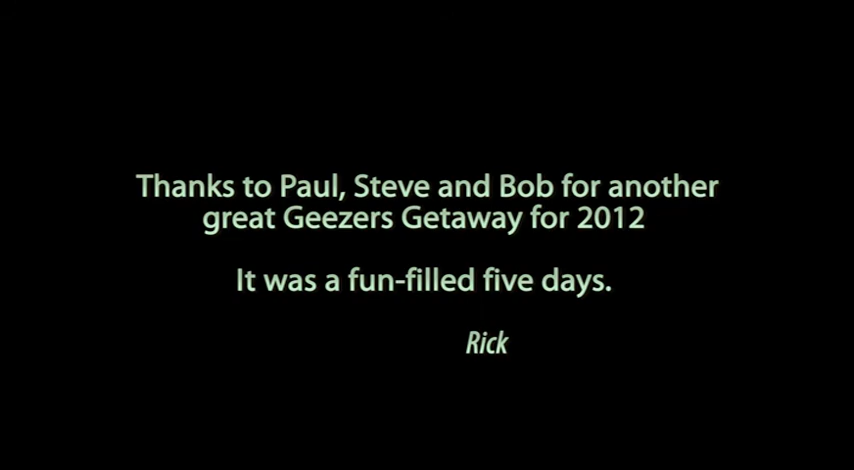 Thanks to Paul, Steve and Bob for another
great Geezers Getaway for 2012
It was a fun-filled five days.
Rick